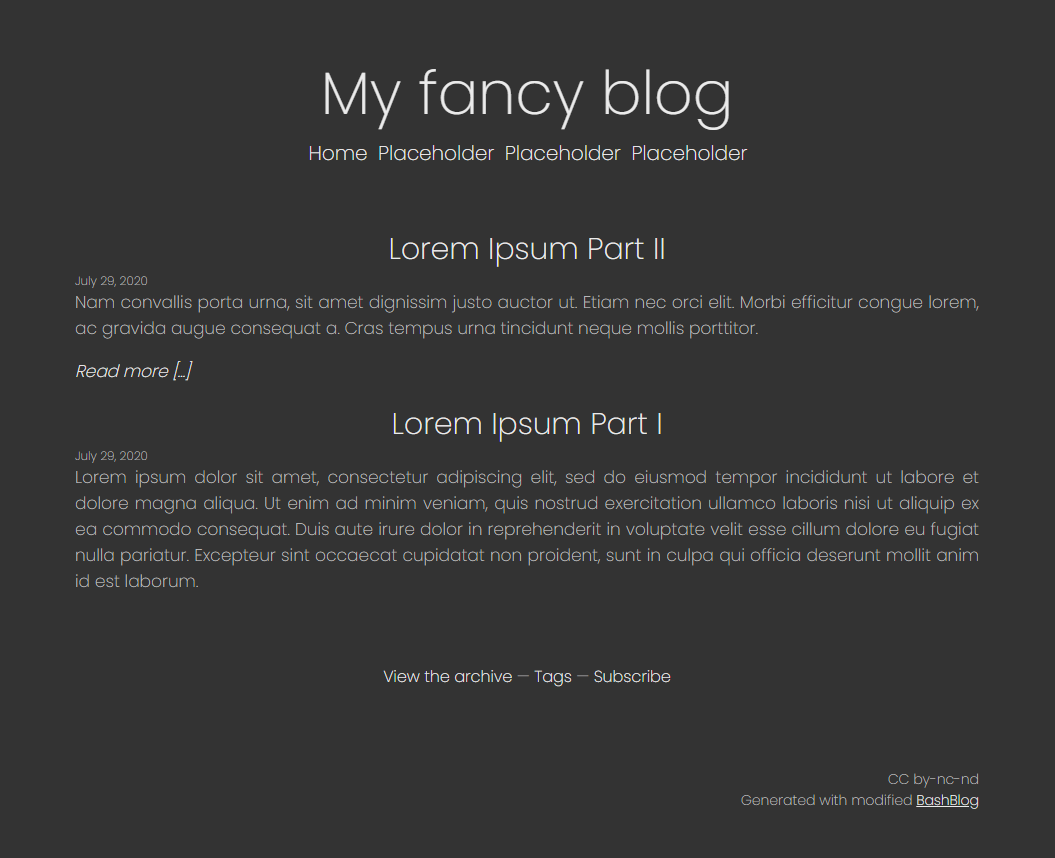 My fancy blog
Home Placeholder Placeholder Placeholder
Lorem Ipsum Part II
July 29, 2020
Nam convallis porta urna, sit amet dignissim justo auctor ut. Etiam nec orci elit. Morbi efficitur congue lorem,
ac gravida augue consequat a. Cras tempus urna tincidunt neque mollis porttitor.
Read more [...]
Lorem Ipsum Part I
July 29, 2020
Lorem ipsum dolor sit amet, consectetur adipiscing elit, sed do eiusmod tempor incididunt ut labore et
dolore magna aliqua. Ut enim ad minim veniam, quis nostrud exercitation ullamco laboris nisi ut aliquip ex
ea commodo consequat. Duis aute irure dolor in reprehenderit in voluptate velit esse cillum dolore eu fugiat
nulla pariatur. Excepteur sint occaecat cupidatat non proident, sunt in culpa qui officia deserunt mollit anim
id est laborum.
View the archive — Tags — Subscribe
CC by-nc-nd
Generated with modified BashBlog